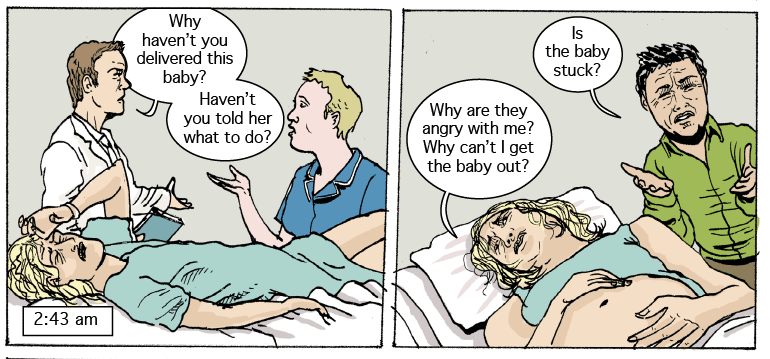 Why
haven't you
delivered this
baby?
Haven't
you told her
what to do?
2:43 am
Is
the baby
stuck?
Why are they
angry with me?
Why can't I get
the baby out?